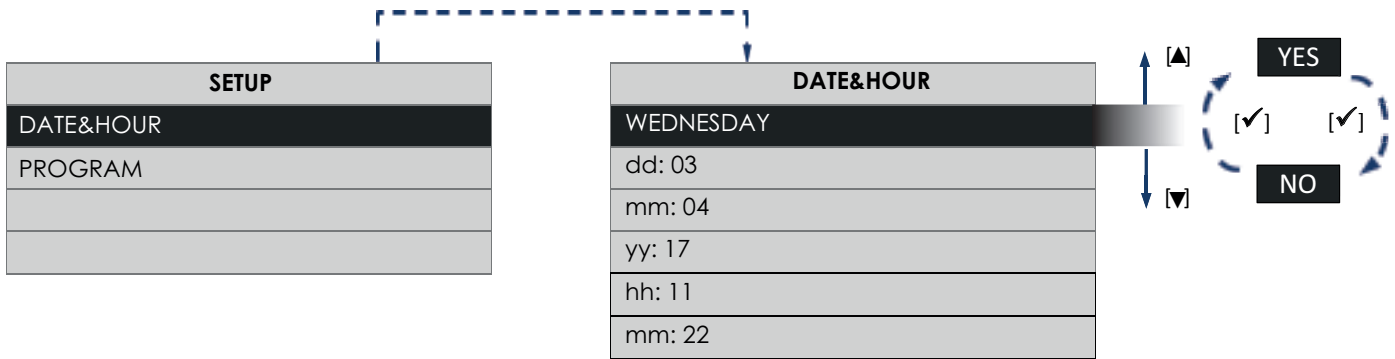 SETUP
DATE&HOUR
PROGRAM
DATE&HOUR
WEDNESDAY
dd: 03
mm: 04
yy: 17
hh: 11
mm: 22
[▲]
YES
[✓] [✓]
NO
[▼]